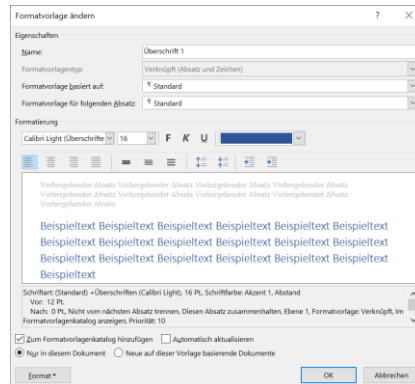 Formatvorlage ändern ? ×
Eigenschaften
Name: Überschrift 1
Formatvorlagentyp: Verknüpft (Absatz und Zeichen)
Formatvorlage basiert auf: ¶ Standard
Formatvorlage für folgenden Absatz: ¶ Standard
Formatierung
Calibri Light (Überschrifte 16 F K U
Vorhergehender Absatz Vorhergehender Absatz Vorhergehender Absatz Vorhergehender Absatz
Vorhergehender Absatz Vorhergehender Absatz Vorhergehender Absatz Vorhergehender Absatz
Vorhergehender Absatz Vorhergehender Absatz
Beispieltext Beispieltext Beispieltext Beispieltext Beispieltext
Beispieltext Beispieltext Beispieltext Beispieltext Beispieltext
Beispieltext Beispieltext Beispieltext Beispieltext Beispieltext
Beispieltext
Schriftart: (Standard) +Überschriften (Calibri Light), 16 Pt., Schriftfarbe: Akzent 1, Abstand
Vor: 12 Pt.
Nach: 0 Pt., Nicht vom nächsten Absatz trennen, Diesen Absatz zusammenhalten, Ebene 1, Formatvorlage: Verknüpft, Im
Formatvorlagenkatalog anzeigen, Priorität: 10
Zum Formatvorlagenkatalog hinzufügen Automatisch aktualisieren
Nur in diesem Dokument Neue auf dieser Vorlage basierende Dokumente
Format OK Abbrechen